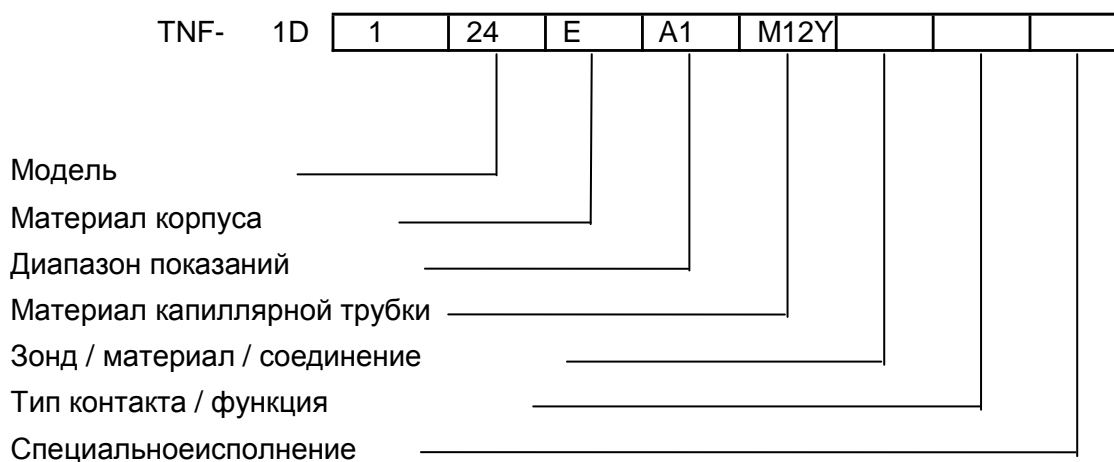 TNF- 1D 1 24 E A1 M12Y
Модель
Материал корпуса
Диапазон показаний
Материал капиллярной трубки
Зонд / материал / соединение
Тип контакта / функция
Специальноеисполнение